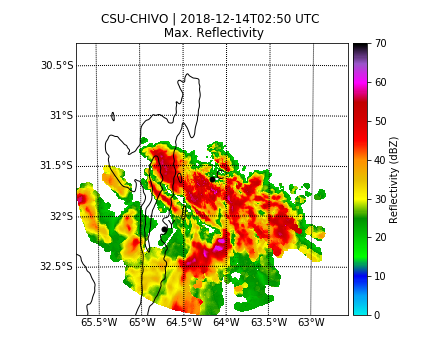 CSU-CHIVO | 2018-12-14T02:50 UTC
Max. Reflectivity
30.5°S
31°S
31.5°S
32°S
32.5°S
65.5°W 65°W 64.5°W 64°W 63.5°W 63°W
70
60
50
40
30
20
10
0
Reflectivity (dBZ)